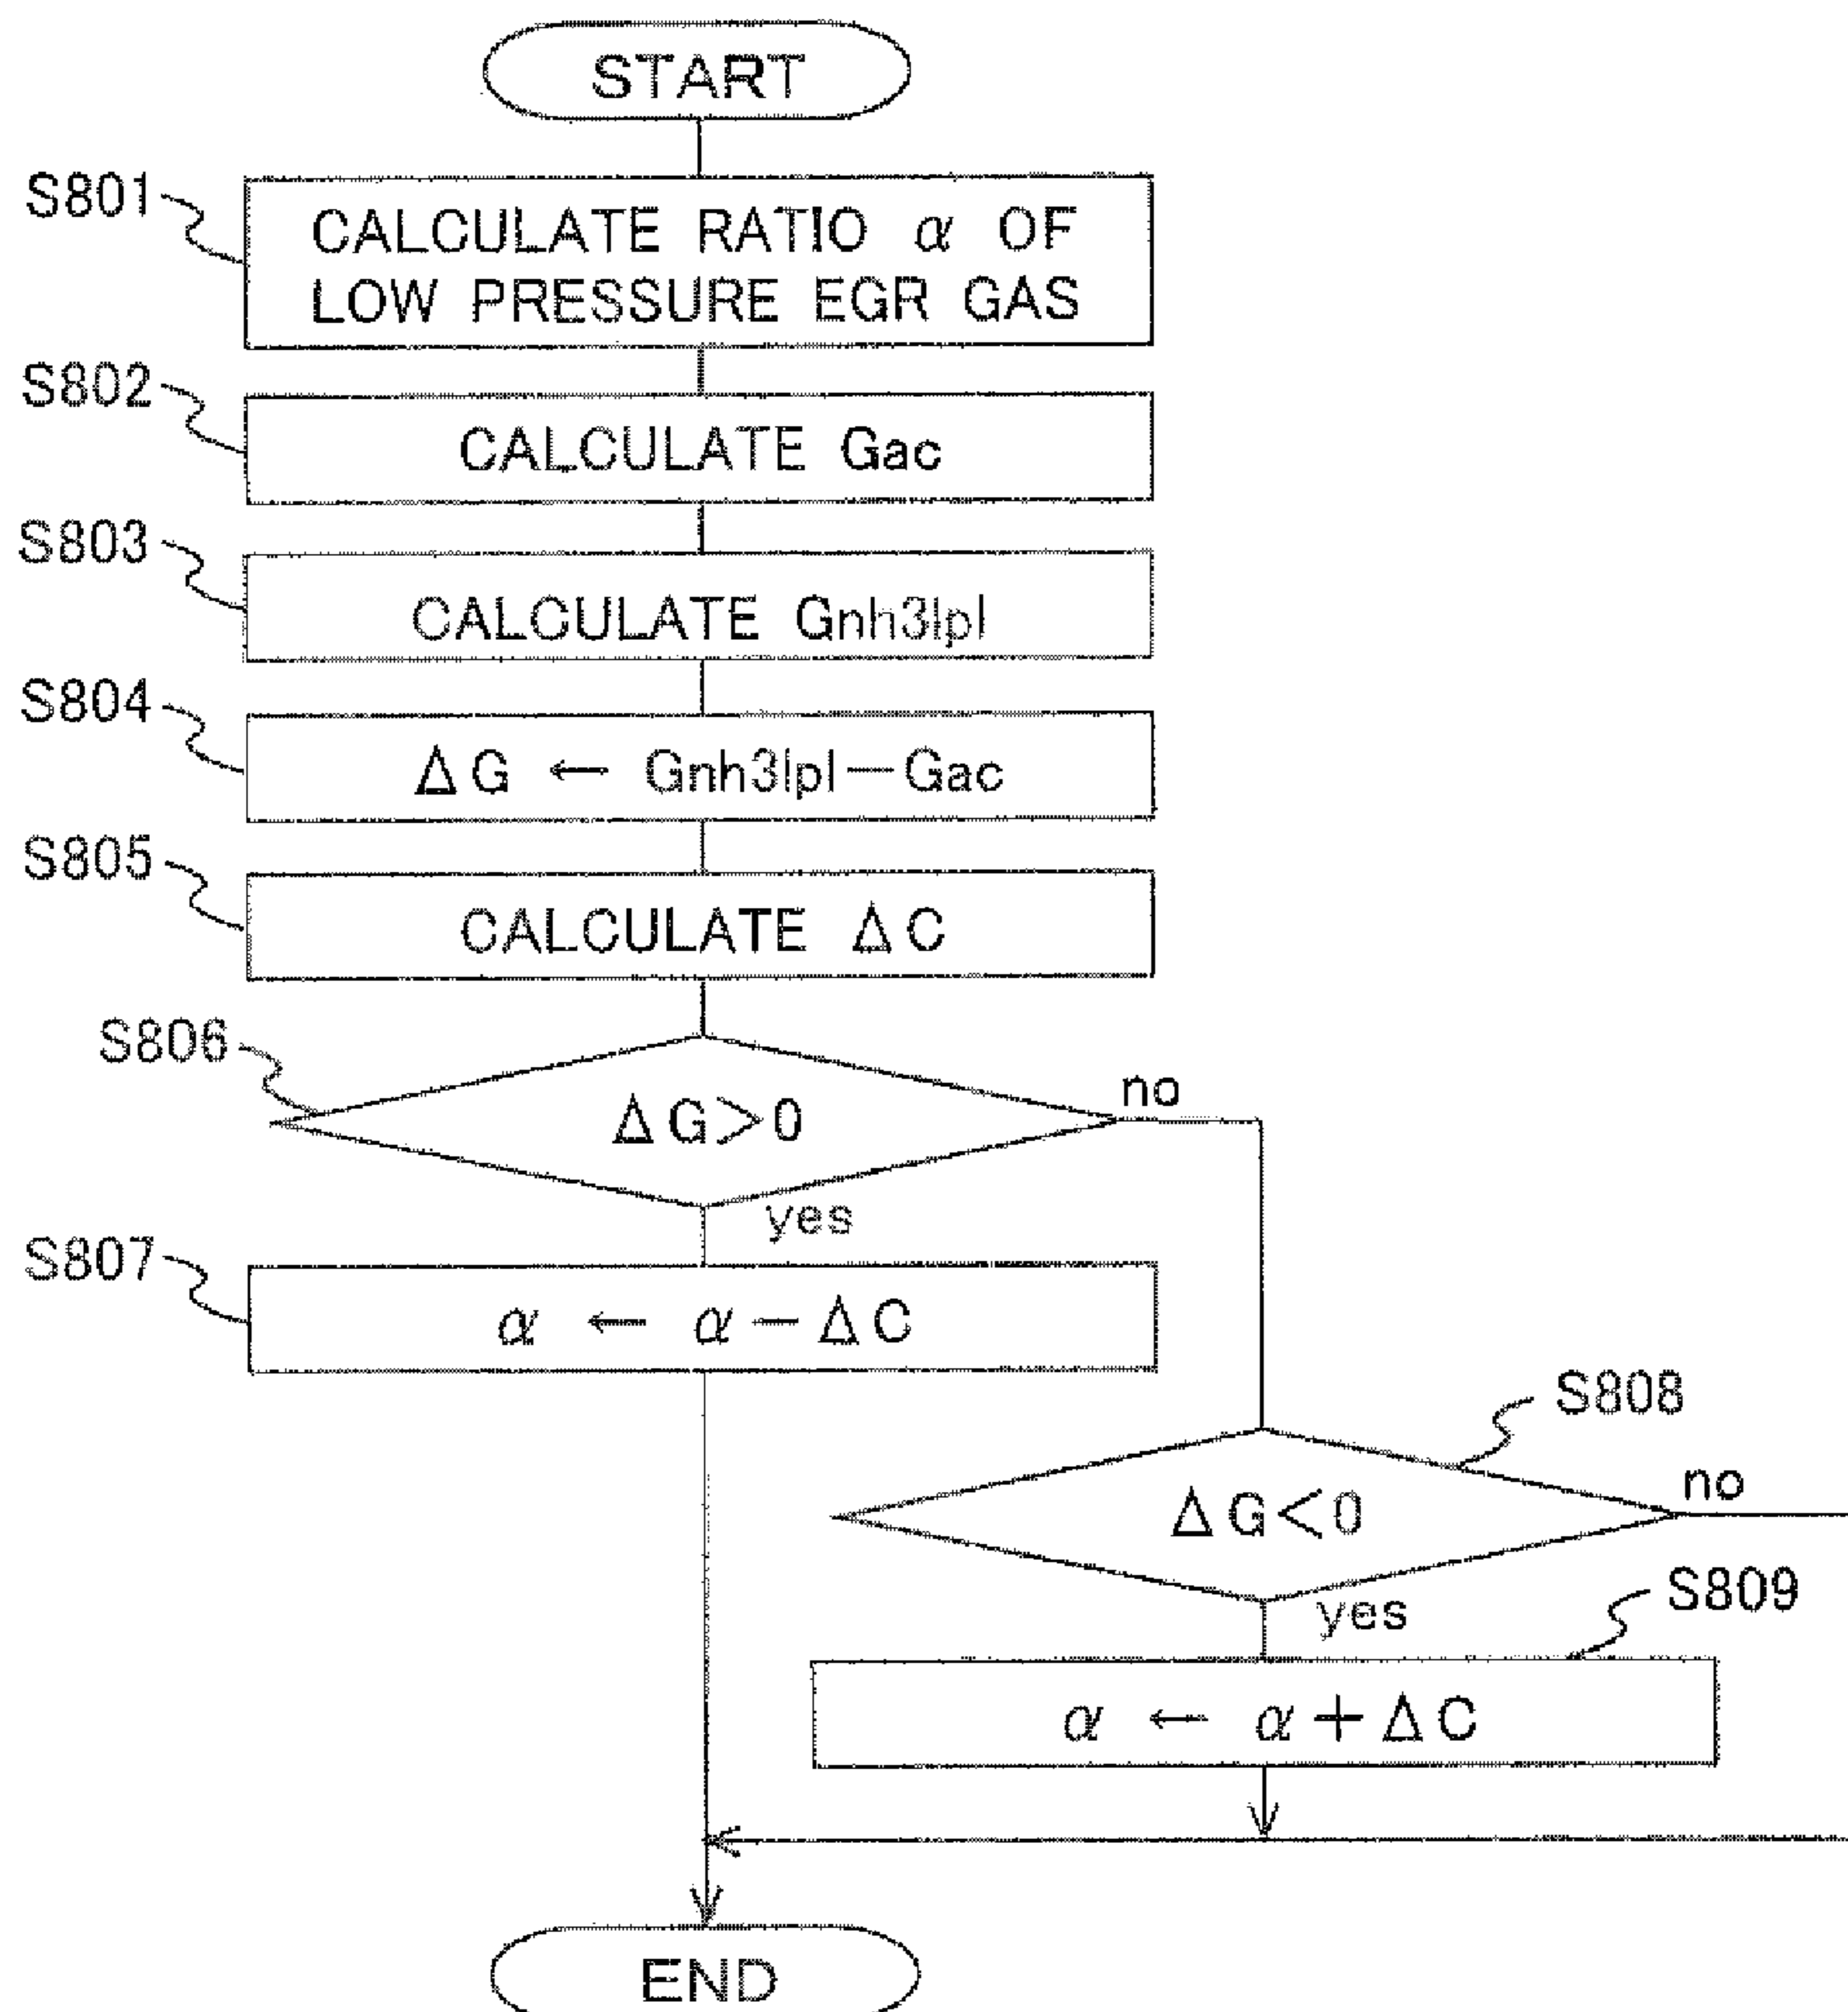 START
S801
CALCULATE RATIO α OF
LOW PRESSURE EGR GAS
S802
CALCULATE Gac
S803
CALCULATE Gnh3lpl
S804
ΔG ← Gnh3lpl−Gac
S805
CALCULATE ΔC
S806
ΔG>0
no
yes
S807
α ← α−ΔC
S808
ΔG<0
no
yes
S809
α ← α+ΔC
END